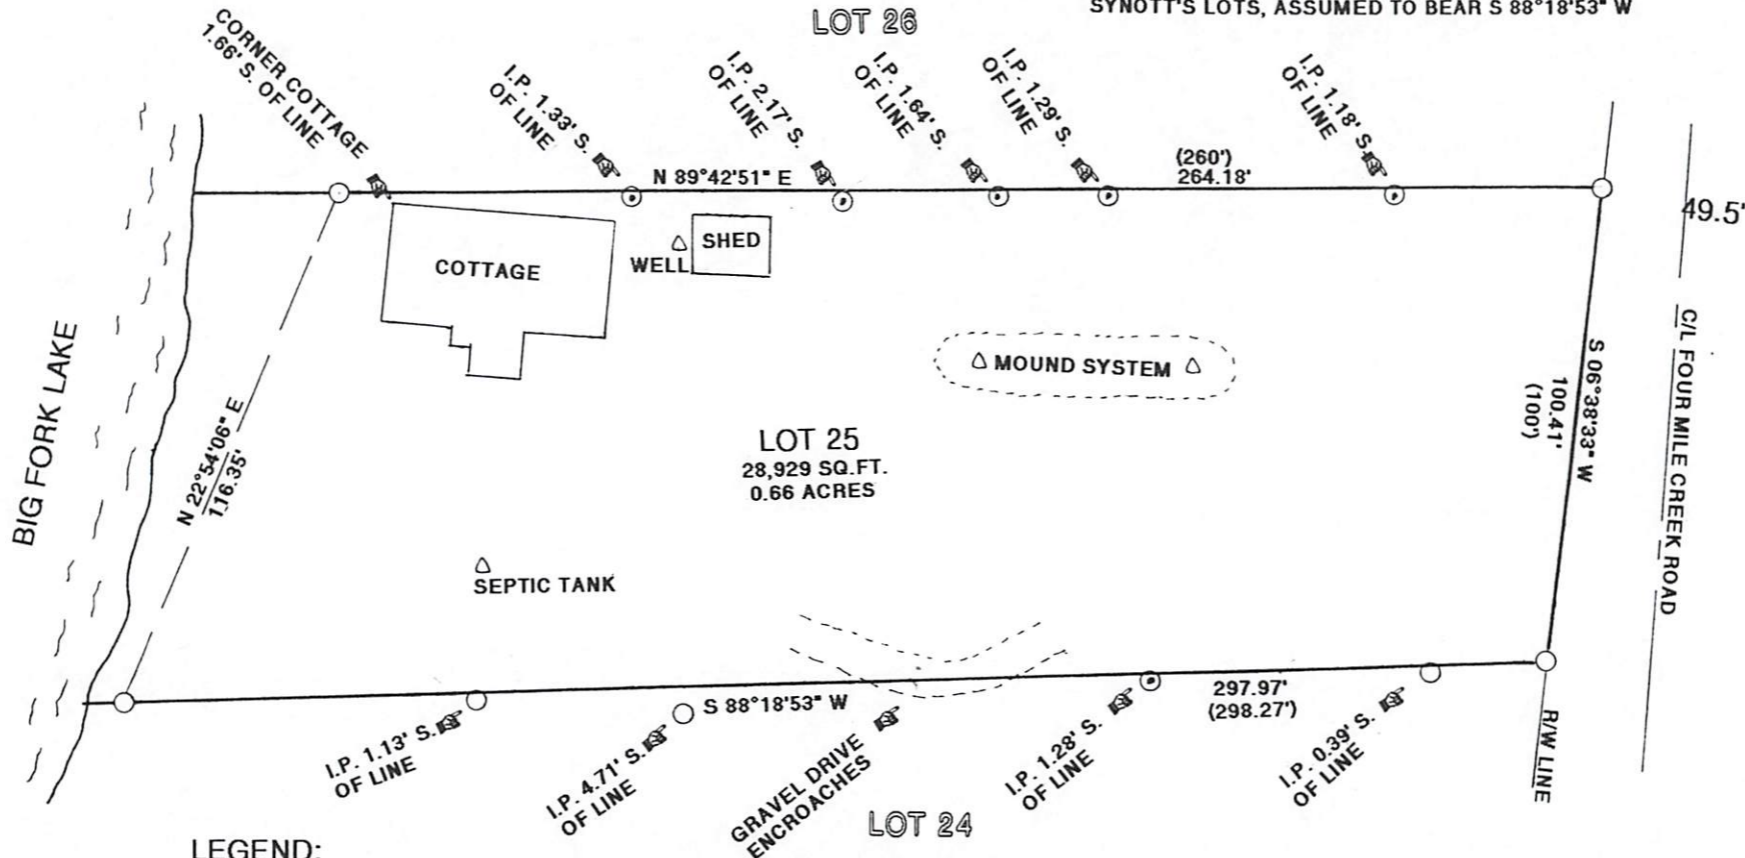 SYNOTT'S LOTS, ASSUMED TO BEAR S 88°18'53" W
LOT 26
CORNER COTTAGE
1.66' S. OF LINE
I.P. 1.33' S.
OF LINE
I.P. 2.17' S.
OF LINE
I.P. 1.64' S.
OF LINE
I.P. 1.29' S.
OF LINE
I.P. 1.18' S.
OF LINE
N 89°42'51" E
(260')
264.18'
49.5'
COTTAGE
WELL
SHED
MOUND SYSTEM
BIG FORK LAKE
N 22°54'06" E
116.35'
LOT 25
28,929 SQ.FT.
0.66 ACRES
S 06°38'33" W
100.41'
(100')
C/L FOUR MILE CREEK ROAD
SEPTIC TANK
S 88°18'53" W
297.97'
(298.27')
I.P. 1.13' S.
OF LINE
I.P. 4.71' S.
OF LINE
GRAVEL DRIVE
ENCROACHES
I.P. 1.28' S.
OF LINE
I.P. 0.39' S.
OF LINE
R/W LINE
LOT 24
LEGEND: